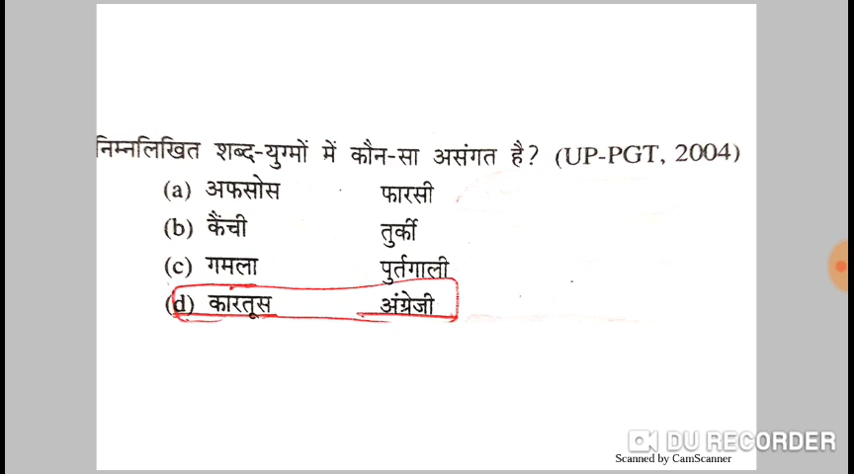 निम्नलिखित शब्द-युग्मों में कौन-सा असंगत है? (UP-PGT, 2004)
(a) अफसोस फारसी
(b) कैंची तुर्की
(c) गमला पुर्तगाली
(d) कारतूस अंग्रेजी
DU RECORDER
Scanned by CamScanner